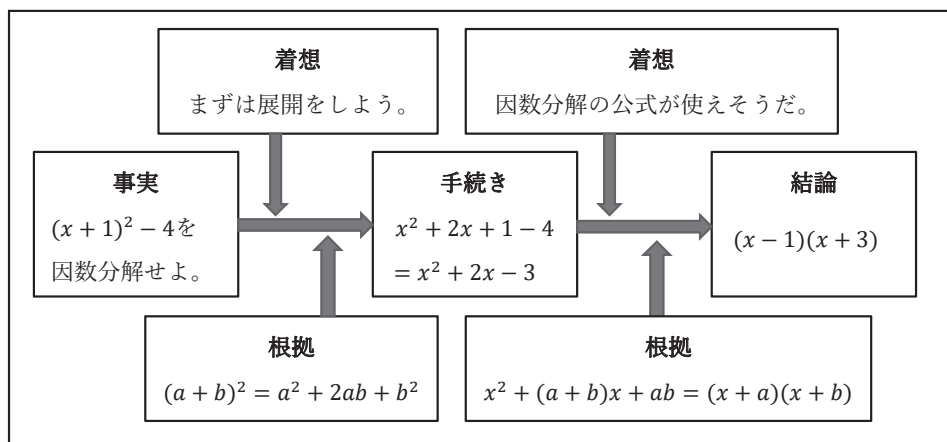 着想
まずは展開をしよう。
着想
因数分解の公式が使えそうだ。
事実
(x + 1)² − 4を
因数分解せよ。
手続き
x² + 2x + 1 − 4
= x² + 2x − 3
結論
(x − 1)(x + 3)
根拠
(a + b)² = a² + 2ab + b²
根拠
x² + (a + b)x + ab = (x + a)(x + b)